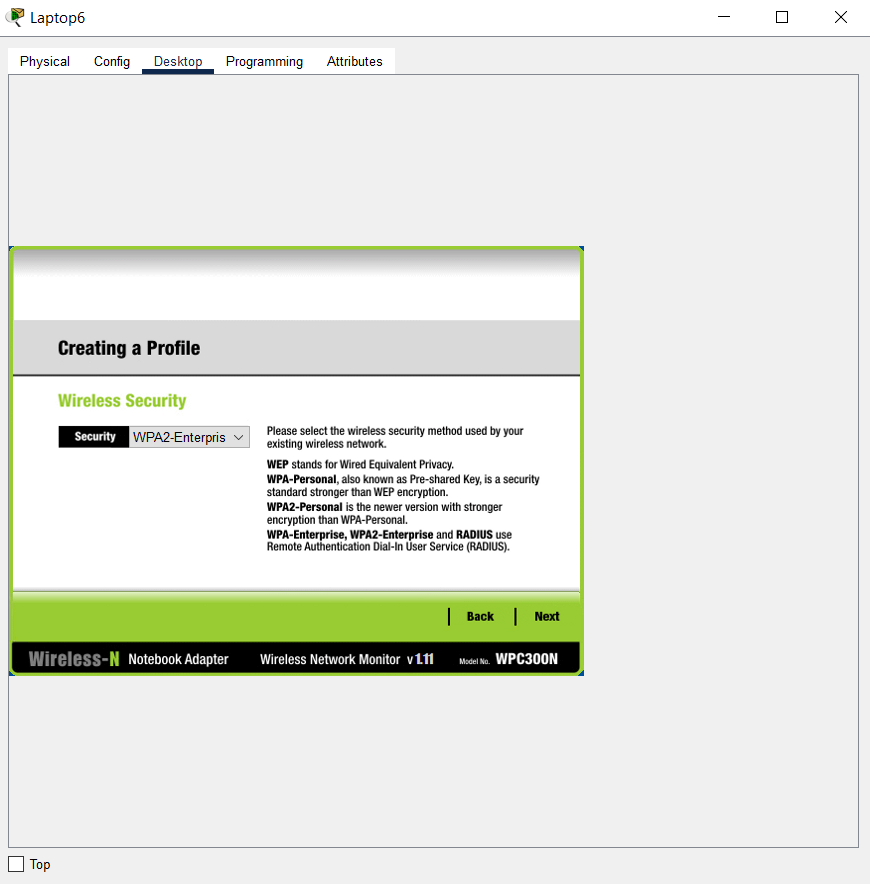 Laptop6
Physical Config Desktop Programming Attributes
Creating a Profile
Wireless Security
Security WPA2-Enterpris
Please select the wireless security method used by your
existing wireless network.
WEP stands for Wired Equivalent Privacy.
WPA-Personal, also known as Pre-shared Key, is a security
standard stronger than WEP encryption.
WPA2-Personal is the newer version with stronger
encryption than WPA-Personal.
WPA-Enterprise, WPA2-Enterprise and RADIUS use
Remote Authentication Dial-In User Service (RADIUS).
Back Next
Wireless-N Notebook Adapter Wireless Network Monitor v1.11 Model No. WPC300N
Top